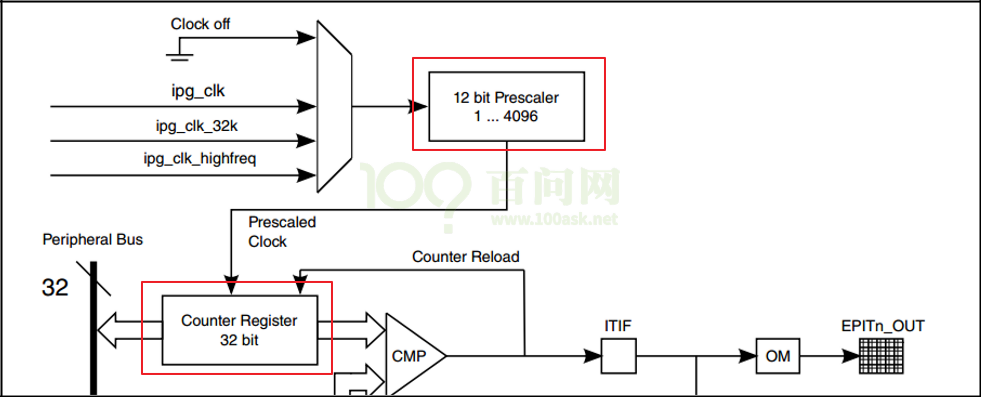 Clock off
ipg_clk
ipg_clk_32k
ipg_clk_highfreq
12 bit Prescaler
1 ... 4096
100?百问网
www.100ask.net
Prescaled
Clock
Peripheral Bus
32
Counter Reload
Counter Register
32 bit
CMP
ITIF
OM
EPITn_OUT